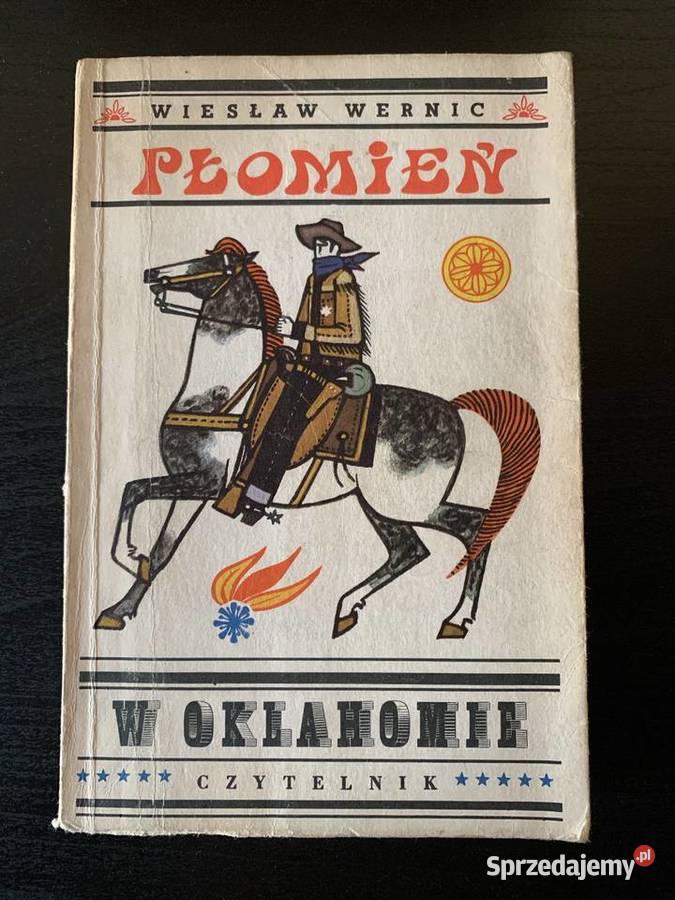 WIESŁAW WERNIC
PŁOMIEŃ
W OKLAHOMIE
CZYTELNIK
Sprzedajemy.pl